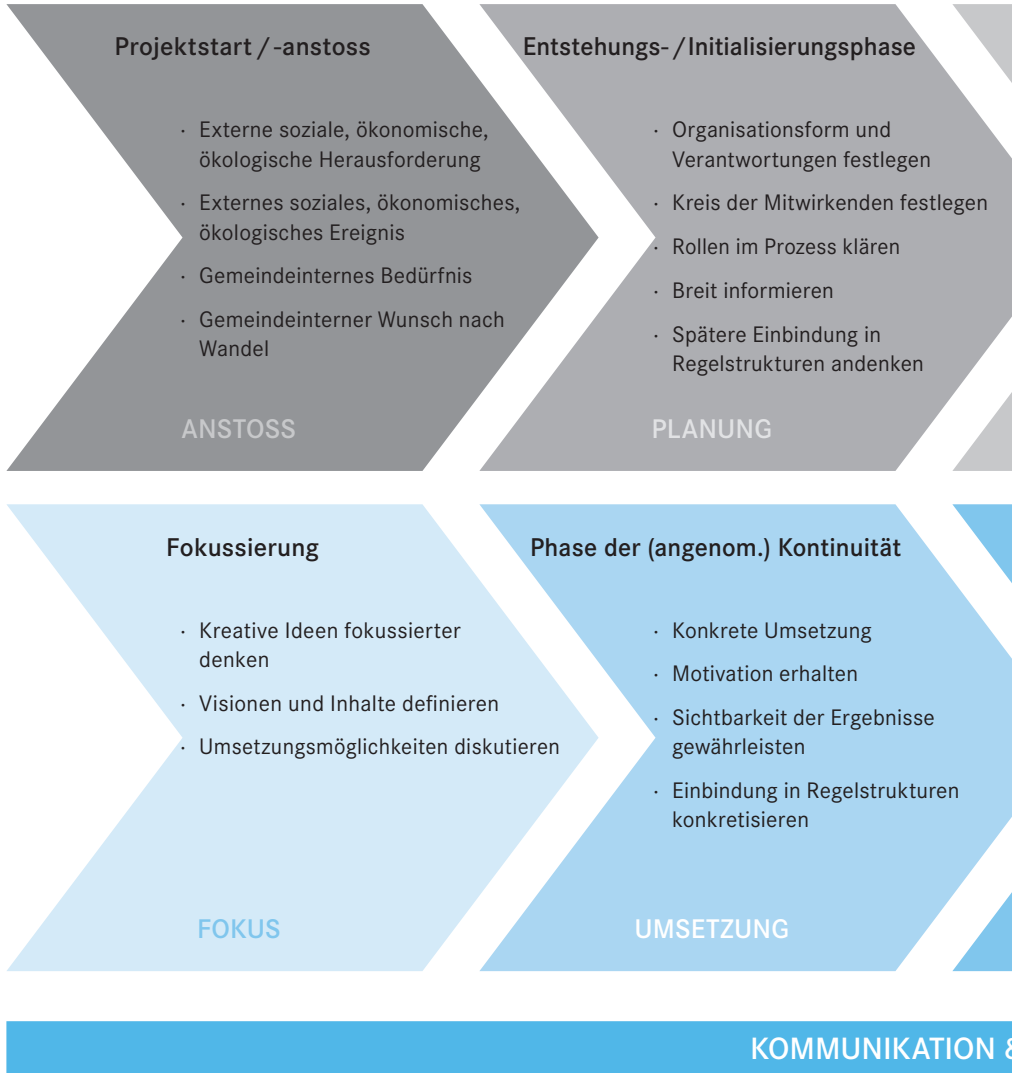 Projektstart / -anstoss
· Externe soziale, ökonomische,
ökologische Herausforderung
· Externes soziales, ökonomisches,
ökologisches Ereignis
· Gemeindeinternes Bedürfnis
· Gemeindeinterner Wunsch nach
Wandel
ANSTOSS
Entstehungs- / Initialisierungsphase
· Organisationsform und
Verantwortungen festlegen
· Kreis der Mitwirkenden festlegen
· Rollen im Prozess klären
· Breit informieren
· Spätere Einbindung in
Regelstrukturen andenken
PLANUNG
Fokussierung
· Kreative Ideen fokussierter
denken
· Visionen und Inhalte definieren
· Umsetzungsmöglichkeiten diskutieren
FOKUS
Phase der (angenom.) Kontinuität
· Konkrete Umsetzung
· Motivation erhalten
· Sichtbarkeit der Ergebnisse
gewährleisten
· Einbindung in Regelstrukturen
konkretisieren
UMSETZUNG
KOMMUNIKATION &